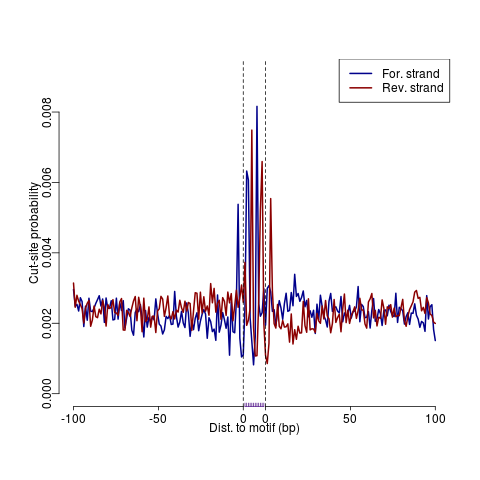 For. strand
Rev. strand
0.008
0.006
0.004
0.002
0.000
Cut-site probability
-100 -50 0 0 50 100
Dist. to motif (bp)